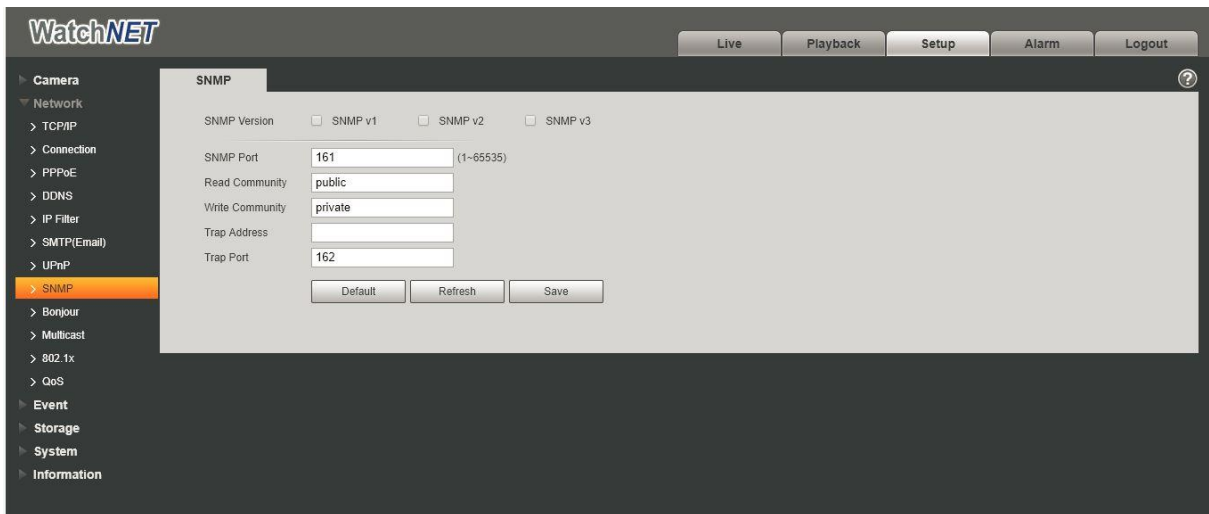 WatchNET
Live Playback Setup Alarm Logout
Camera
Network
TCP/IP
Connection
PPPoE
DDNS
IP Filter
SMTP(Email)
UPnP
SNMP
Bonjour
Multicast
802.1x
QoS
Event
Storage
System
Information
SNMP
?
SNMP Version SNMP v1 SNMP v2 SNMP v3
SNMP Port 161 (1~65535)
Read Community public
Write Community private
Trap Address
Trap Port 162
Default Refresh Save